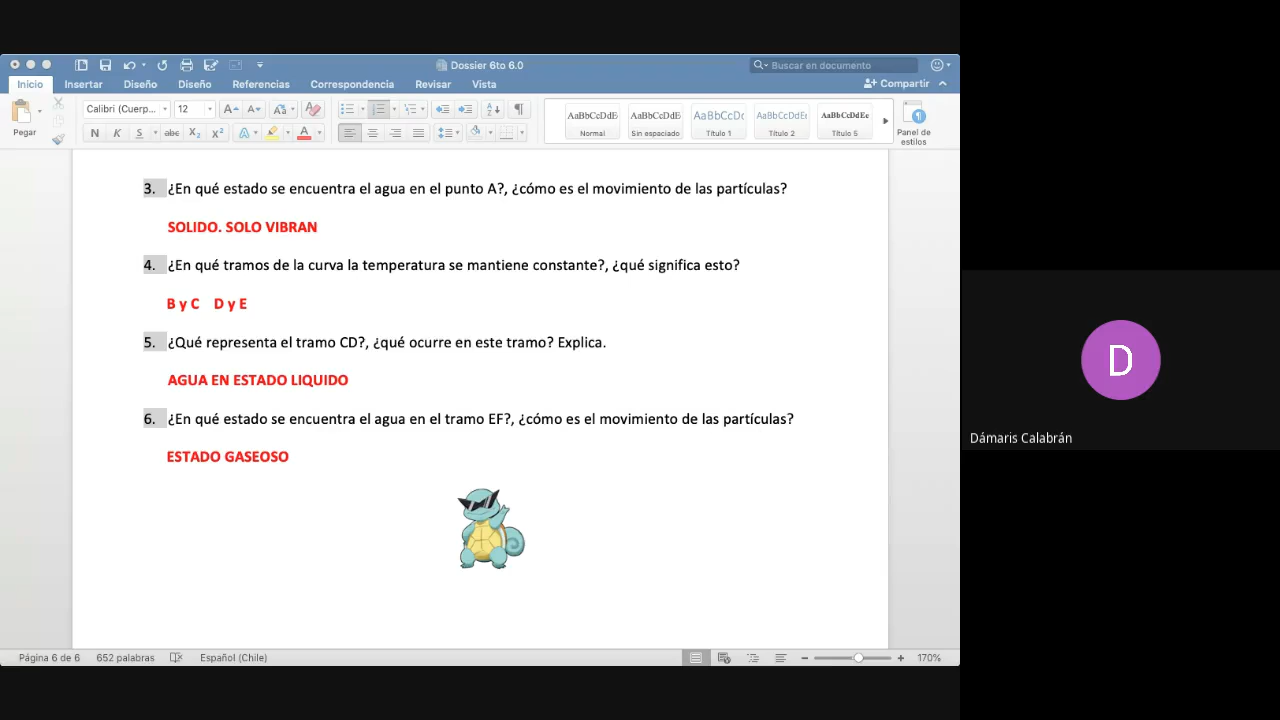 Dossier 6to 6.0
Buscar en documento
Inicio Insertar Diseño Diseño Referencias Correspondencia Revisar Vista
Compartir
Pegar
Calibri (Cuerp... 12
N K S abc X₂ X²
AaBbCcDdE AaBbCcDdE AaBbCcDc AaBbCcDdEe AaBbCcDdEe
Normal Sin espaciado Título 1 Título 2 Título 5
Panel de
estilos
3. ¿En qué estado se encuentra el agua en el punto A?, ¿cómo es el movimiento de las partículas?
SOLIDO. SOLO VIBRAN
4. ¿En qué tramos de la curva la temperatura se mantiene constante?, ¿qué significa esto?
B y C D y E
5. ¿Qué representa el tramo CD?, ¿qué ocurre en este tramo? Explica.
AGUA EN ESTADO LIQUIDO
6. ¿En qué estado se encuentra el agua en el tramo EF?, ¿cómo es el movimiento de las partículas?
ESTADO GASEOSO
Página 6 de 6 652 palabras Español (Chile) 170%
D
Dámaris Calabrán